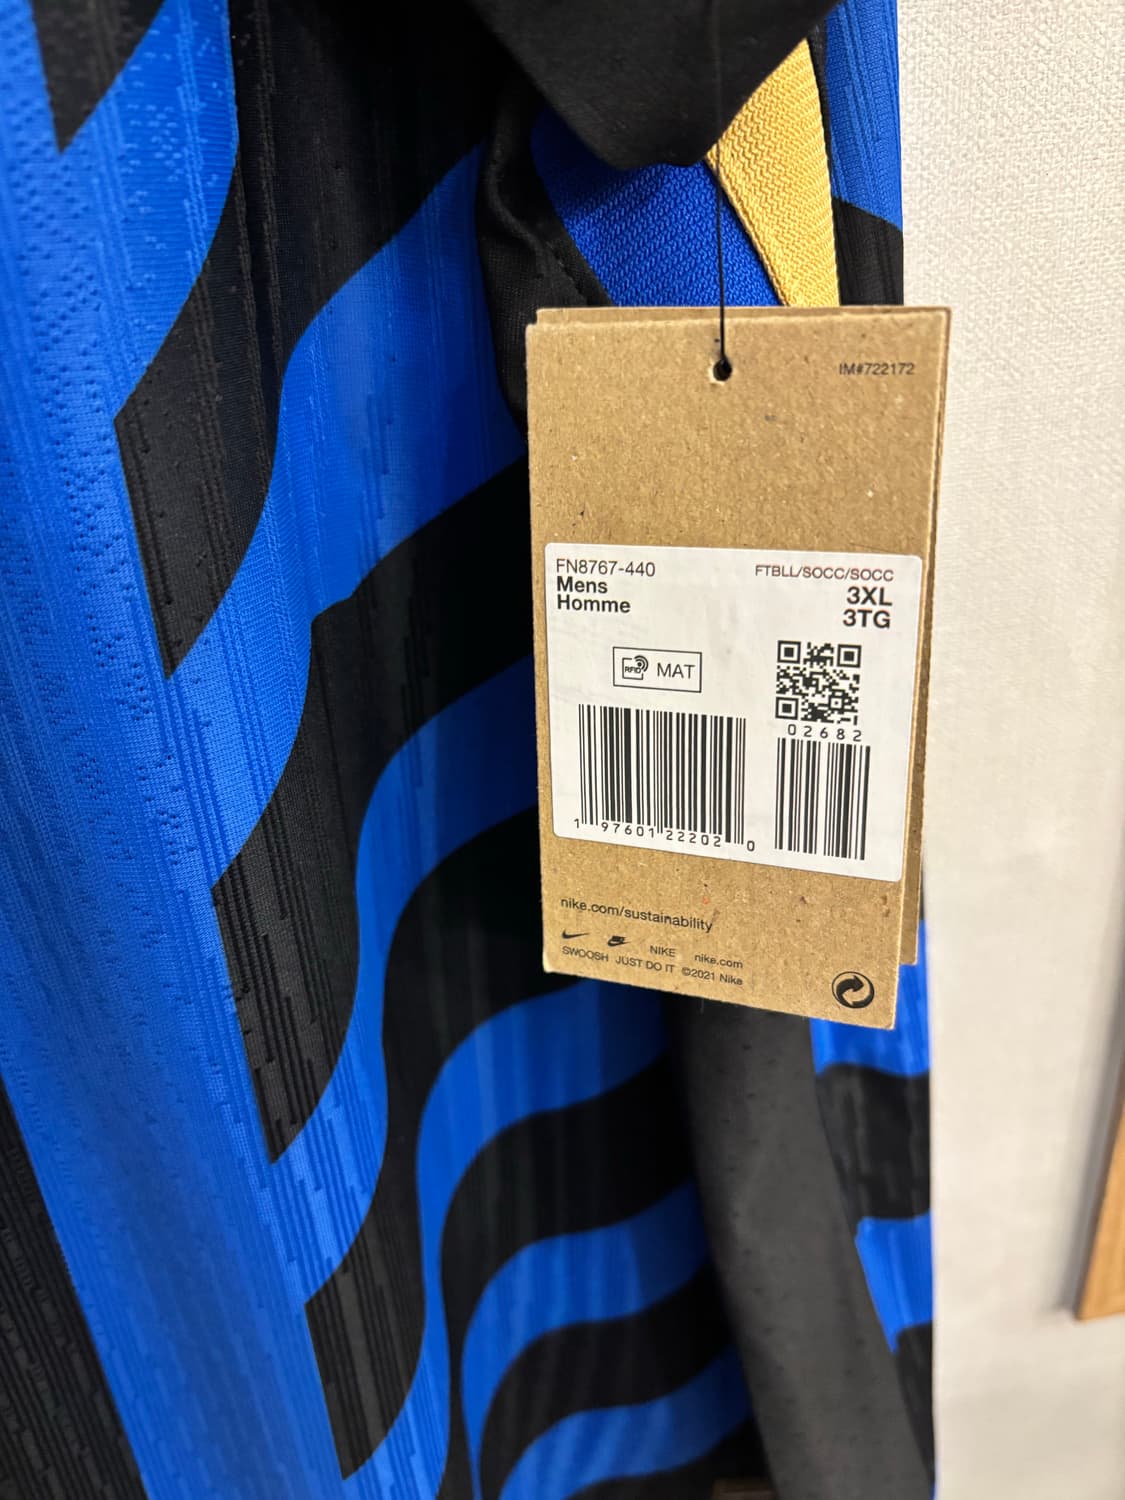 IM#722172
FN8767-440
Mens
Homme
FTBLL/SOCC/SOCC
3XL
3TG
RFID MAT
02682
1 97601 22202 0
nike.com/sustainability
NIKE nike.com
SWOOSH JUST DO IT ©2021 Nike